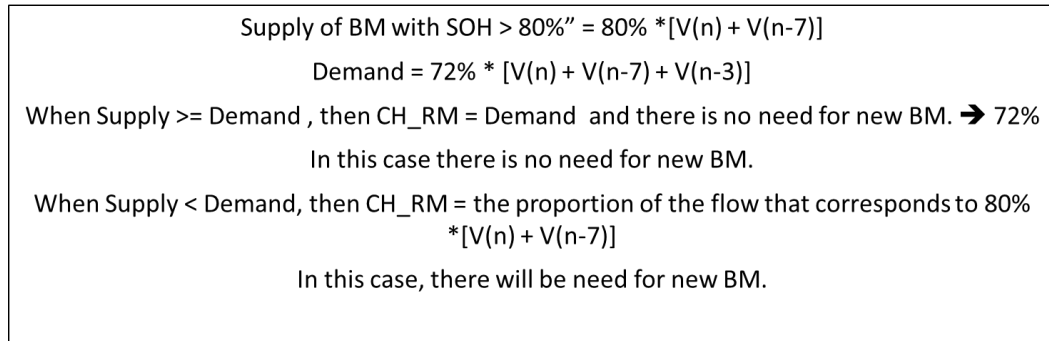 Supply of BM with SOH > 80%” = 80% *[V(n) + V(n-7)]
Demand = 72% * [V(n) + V(n-7) + V(n-3)]
When Supply >= Demand , then CH_RM = Demand  and there is no need for new BM. ➔ 72%
In this case there is no need for new BM.
When Supply < Demand, then CH_RM = the proportion of the flow that corresponds to 80%
*[V(n) + V(n-7)]
In this case, there will be need for new BM.